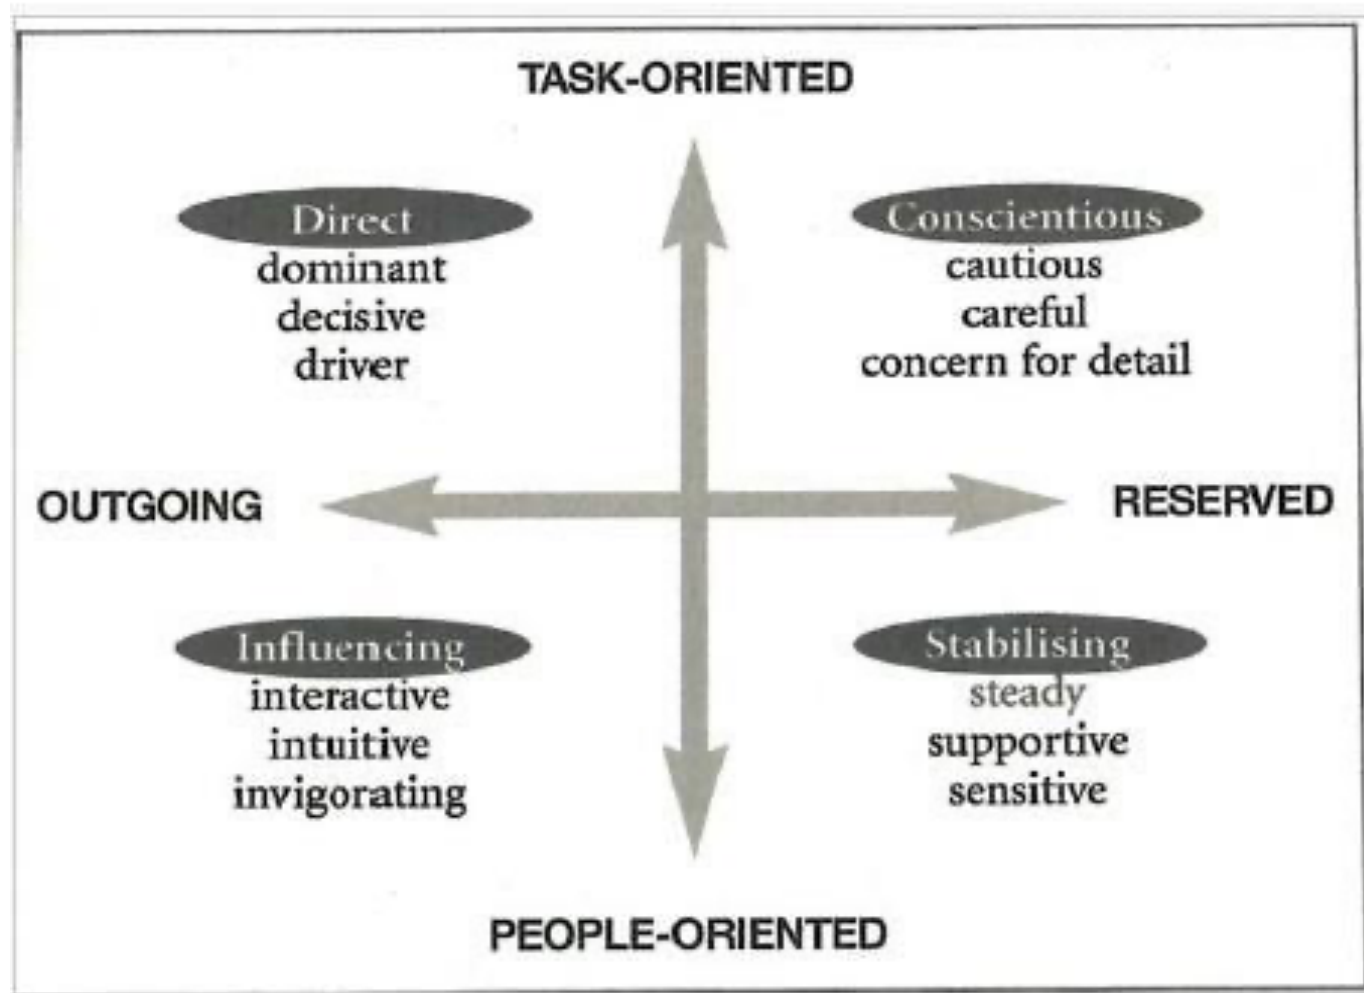 TASK-ORIENTED
Direct
dominant
decisive
driver
Conscientious
cautious
careful
concern for detail
OUTGOING
RESERVED
Influencing
interactive
intuitive
invigorating
Stabilising
steady
supportive
sensitive
PEOPLE-ORIENTED